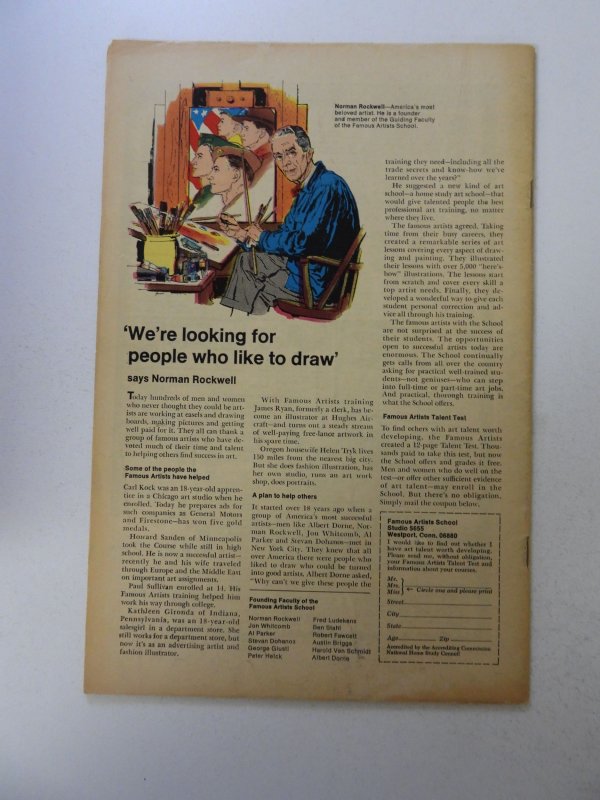 Norman Rockwell—America's most
beloved artist. He is a founder
and member of the Guiding Faculty
of the Famous Artists School.
'We're looking for
people who like to draw'
says Norman Rockwell
Today hundreds of men and women
who never thought they could be art-
ists are working at easels and drawing
boards, making pictures and getting
well paid for it. They all can thank a
group of famous artists who have de-
voted much of their time and talent
to helping others find success in art.
Some of the people the
Famous Artists have helped
Carl Kock was an 18-year-old appren-
tice in a Chicago art studio when he
enrolled. Today he prepares ads for
such companies as General Motors
and Firestone—has won five gold
medals.
Howard Sanden of Minneapolis
took the Course while still in high
school. He is now a successful artist—
recently he and his wife traveled
through Europe and the Middle East
on important art assignments.
Paul Sullivan enrolled at 14. His
Famous Artists training helped him
work his way through college.
Kathleen Gironda of Indiana,
Pennsylvania, was an 18-year-old
salesgirl in a department store. She
still works for a department store, but
now it's as an advertising artist and
fashion illustrator.
With Famous Artists training
James Ryan, formerly a clerk, has be-
come an illustrator at Hughes Air-
craft—and turns out a steady stream
of well-paying free-lance artwork in
his spare time.
Oregon housewife Helen Tryk lives
150 miles from the nearest big city.
But she does fashion illustration, has
her own studio, runs an art work
shop, does portraits.
A plan to help others
It started over 18 years ago when a
group of America's most successful
artists—men like Albert Dorne, Nor-
man Rockwell, Jon Whitcomb, Al
Parker and Stevan Dohanos—met in
New York City. They knew that all
over America there were people who
liked to draw who could be turned
into good artists. Albert Dorne asked,
"Why can't we give these people the
Founding Faculty of the
Famous Artists School
Norman Rockwell
Jon Whitcomb
Al Parker
Stevan Dohanos
George Giusti
Peter Helck
Fred Ludekens
Ben Stahl
Robert Fawcett
Austin Briggs
Harold Von Schmidt
Albert Dorne
training they need—including all the
trade secrets and know-how we've
learned over the years?"
He suggested a new kind of art
school—a home study art school—that
would give talented people the best
professional art training, no matter
where they live.
The famous artists agreed. Taking
time from their busy careers, they
created a remarkable series of art
lessons covering every aspect of draw-
ing and painting. They illustrated
their lessons with over 5,000 "here's-
how" illustrations. The lessons start
from scratch and cover every skill a
top artist needs. Finally, they de-
veloped a wonderful way to give each
student personal correction and ad-
vice all through his training.
The famous artists with the School
are not surprised at the success of
their students. The opportunities
open to successful artists today are
enormous. The School continually
gets calls from all over the country
asking for practical well-trained stu-
dents—not geniuses—who can step
into full-time or part-time art jobs.
And practical, thorough training is
what the School offers.
Famous Artists Talent Test
To find others with art talent worth
developing, the Famous Artists
created a 12-page Talent Test. Thou-
sands paid to take this test, but now
the School offers and grades it free.
Men and women who do well on the
test—or offer other sufficient evidence
of art talent—may enroll in the
School. But there's no obligation.
Simply mail the coupon below.
Famous Artists School
Studio 5655
Westport, Conn. 06880
I would like to find out whether I
have art talent worth developing.
Please send me, without obligation,
your Famous Artists Talent Test and
information about your courses.
Mr.
Mrs.
Miss
Circle one and please print
Street
City
State
Age Zip
Accredited by the Accrediting Commission
National Home Study Council